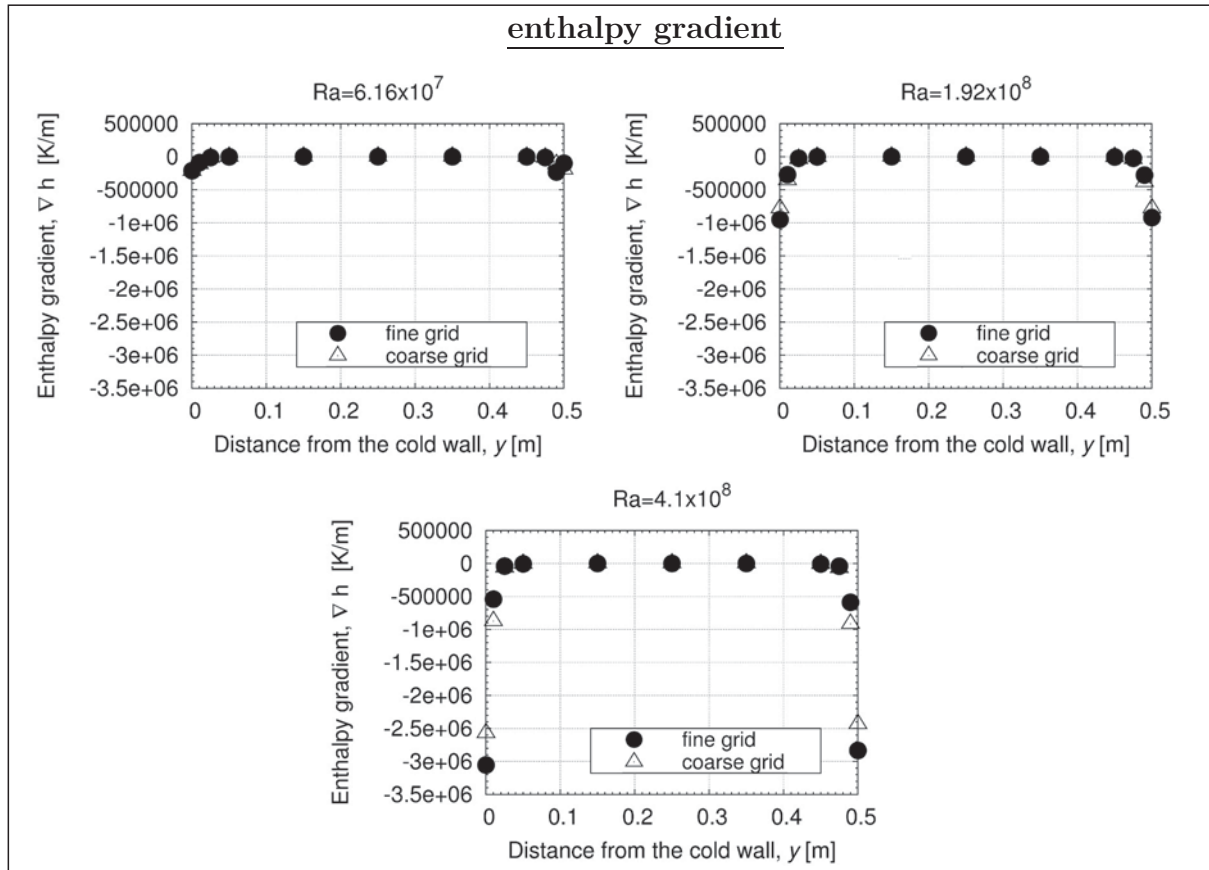 enthalpy gradient
Ra=6.16x10⁷
Enthalpy gradient, ∇ h [K/m]
500000
0
-500000
-1e+06
-1.5e+06
-2e+06
-2.5e+06
-3e+06
-3.5e+06
fine grid
coarse grid
0 0.1 0.2 0.3 0.4 0.5
Distance from the cold wall, y [m]
Ra=1.92x10⁸
Enthalpy gradient, ∇ h [K/m]
500000
0
-500000
-1e+06
-1.5e+06
-2e+06
-2.5e+06
-3e+06
-3.5e+06
fine grid
coarse grid
0 0.1 0.2 0.3 0.4 0.5
Distance from the cold wall, y [m]
Ra=4.1x10⁸
Enthalpy gradient, ∇ h [K/m]
500000
0
-500000
-1e+06
-1.5e+06
-2e+06
-2.5e+06
-3e+06
-3.5e+06
fine grid
coarse grid
0 0.1 0.2 0.3 0.4 0.5
Distance from the cold wall, y [m]